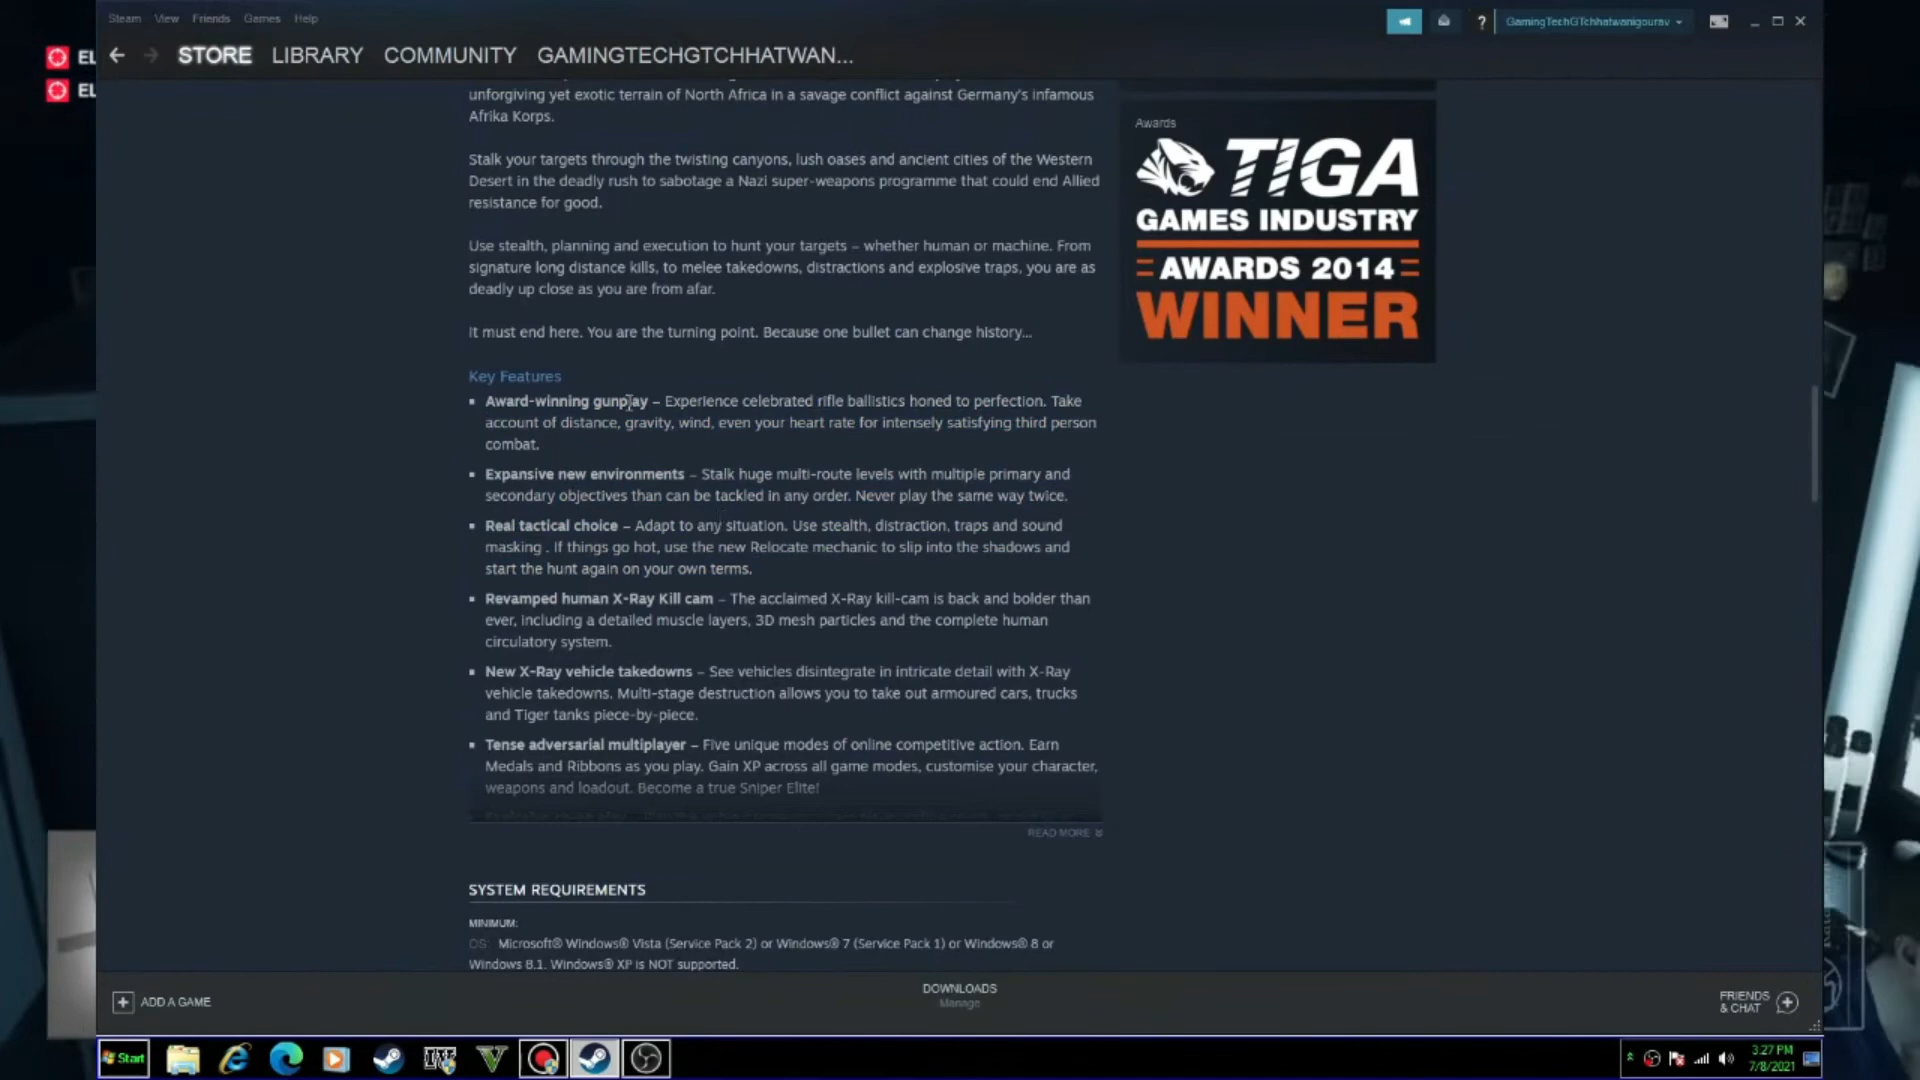 Steam View Friends Games Help
GamingTechGTchhatwanigourav
STORE LIBRARY COMMUNITY GAMINGTECHGTCHHATWAN...
EL
EL
unforgiving yet exotic terrain of North Africa in a savage conflict against Germany's infamous
Afrika Korps.
Stalk your targets through the twisting canyons, lush oases and ancient cities of the Western
Desert in the deadly rush to sabotage a Nazi super-weapons programme that could end Allied
resistance for good.
Use stealth, planning and execution to hunt your targets – whether human or machine. From
signature long distance kills, to melee takedowns, distractions and explosive traps, you are as
deadly up close as you are from afar.
It must end here. You are the turning point. Because one bullet can change history...
Key Features
Award-winning gunplay – Experience celebrated rifle ballistics honed to perfection. Take
account of distance, gravity, wind, even your heart rate for intensely satisfying third person
combat.
Expansive new environments – Stalk huge multi-route levels with multiple primary and
secondary objectives than can be tackled in any order. Never play the same way twice.
Real tactical choice – Adapt to any situation. Use stealth, distraction, traps and sound
masking . If things go hot, use the new Relocate mechanic to slip into the shadows and
start the hunt again on your own terms.
Revamped human X-Ray Kill cam – The acclaimed X-Ray kill-cam is back and bolder than
ever, including a detailed muscle layers, 3D mesh particles and the complete human
circulatory system.
New X-Ray vehicle takedowns – See vehicles disintegrate in intricate detail with X-Ray
vehicle takedowns. Multi-stage destruction allows you to take out armoured cars, trucks
and Tiger tanks piece-by-piece.
Tense adversarial multiplayer – Five unique modes of online competitive action. Earn
Medals and Ribbons as you play. Gain XP across all game modes, customise your character,
weapons and loadout. Become a true Sniper Elite!
READ MORE
SYSTEM REQUIREMENTS
MINIMUM:
OS: Microsoft® Windows® Vista (Service Pack 2) or Windows® 7 (Service Pack 1) or Windows® 8 or
Windows 8.1. Windows® XP is NOT supported.
Awards
TIGA
GAMES INDUSTRY
AWARDS 2014
WINNER
ADD A GAME
DOWNLOADS
Manage
FRIENDS
& CHAT
Start
3:27 PM
7/8/2021